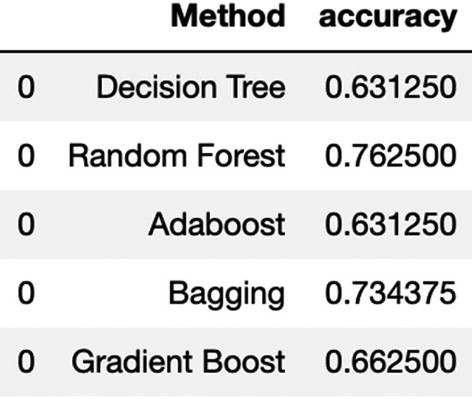 Method accuracy
0 Decision Tree 0.631250
0 Random Forest 0.762500
0 Adaboost 0.631250
0 Bagging 0.734375
0 Gradient Boost 0.662500